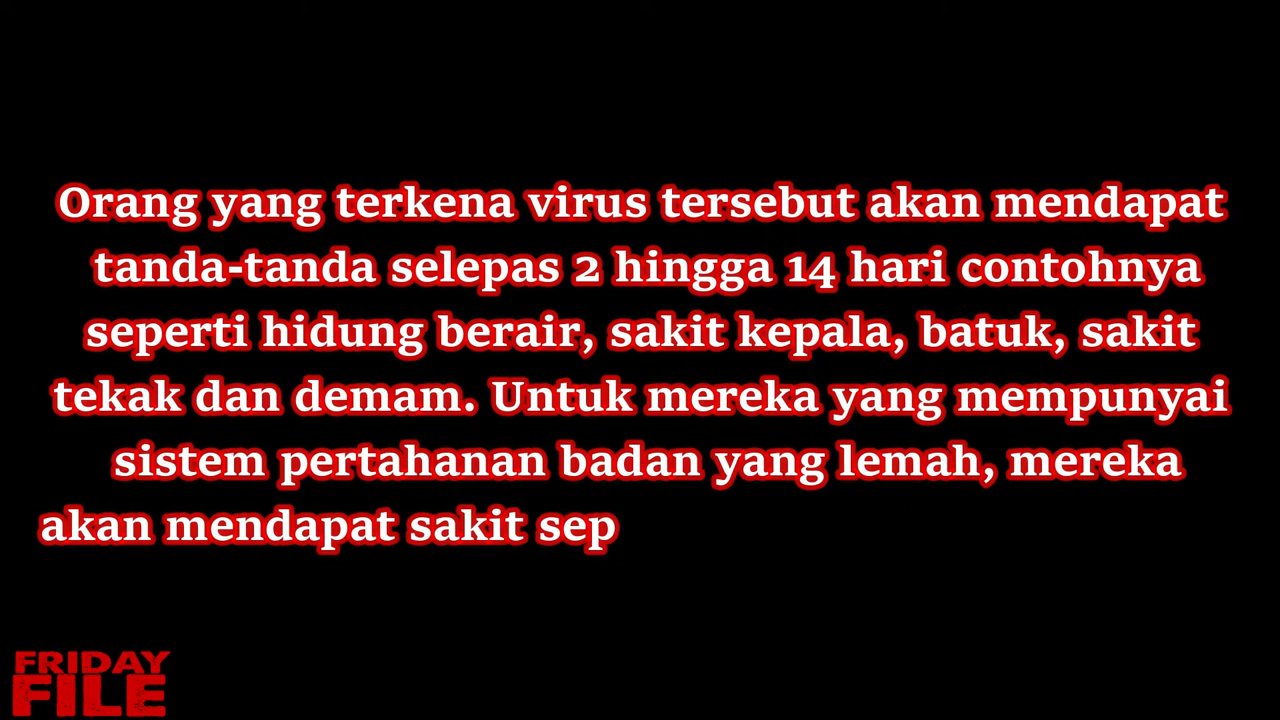 Orang yang terkena virus tersebut akan mendapat
tanda-tanda selepas 2 hingga 14 hari contohnya
seperti hidung berair, sakit kepala, batuk, sakit
tekak dan demam. Untuk mereka yang mempunyai
sistem pertahanan badan yang lemah, mereka
akan mendapat sakit sep
FRIDAY
FILE